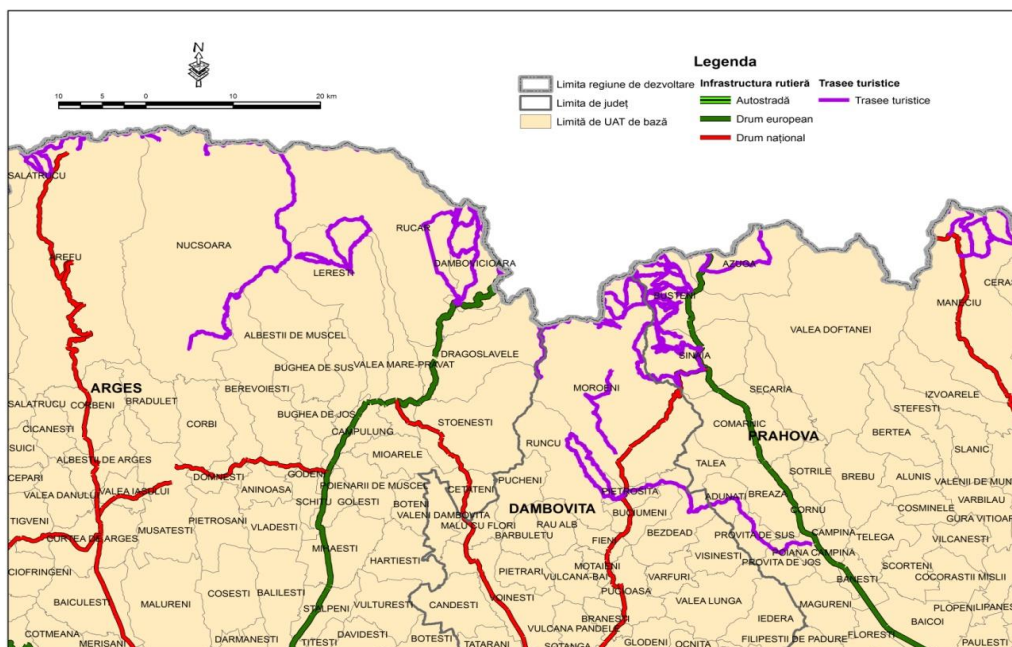 N
10 5 0 10 20 km
Legenda
Limita regiune de dezvoltare
Limita de județ
Limită de UAT de bază
Infrastructura rutieră
Autostradă
Drum european
Drum național
Trasee turistice
Trasee turistice
SALATRUCU
NUCSOARA
RUCAR
AREFU
LERESTI
DAMBOVICIOARA
AZUGA
BUSTENI
CERAS
MANECIU
ALBESTII DE MUSCEL
VALEA DOFTANEI
DRAGOSLAVELE
BUGHEA DE SUS
VALEA MARE-PRAVAT
SINAIA
ARGES
BEREVOIESTI
MOROENI
SECARIA
IZVOARELE
SALATRUCU
CORBENI
BRADULET
BUGHEA DE JOS
STEFESTI
CICANESTI
CORBI
CAMPULUNG
STOENESTI
COMARNIC
BERTEA
SUICI
MIOARELE
RUNCU
PRAHOVA
SLANIC
ALBESTII DE ARGES
GODENI
TALEA
SOTRILE
CEPARI
DOMNESTI
POIENARII DE MUSCEL
CETATENI
PUCHENI
BREBU
ALUNIS
VALENII DE MUN
VALEA DANULUI
VALEA IASULUI
ANINOASA
SCHITU GOLESTI
BOTENI
PIETROSITA
ADUNATI
BREAZA
VARBILAU
VALENI DAMBOVITA
DAMBOVITA
BUCIUMENI
CORNU
COSMINELE
TIGVENI
PIETROSANI
MALU CU FLORI
RAU ALB
GURA VITIOAR
MUSATESTI
VLADESTI
BARBULETU
BEZDEAD
PROVITA DE SUS
CAMPINA
TELEGA
CURTEA DE ARGES
MIHAESTI
FIENI
POIANA CAMPINA
VILCANESTI
HARTIESTI
VISINESTI
PROVITA DE JOS
CIOFRINGENI
MOTAIENI
SCORTENI
PIETRARI
VULCANA-BAI
VARFURI
BANESTI
COCORASTII MISLII
COSESTI
BALILESTI
PUCIOASA
BAICULESTI
MALURENI
STILPENI
VULTURESTI
CANDESTI
VOINESTI
VALEA LUNGA
MAGURENI
PLOPENI
LIPANES
BRANESTI
IEDERA
BAICOI
COTMEANA
DAVIDESTI
VULCANA PANDELE
FLORESTI
MERISANI
DARMANESTI
TITESTI
BOTESTI
TATARANI
SOTANGA
GLODENI
OCNITA
FILIPESTII DE PADURE
PAULESTI